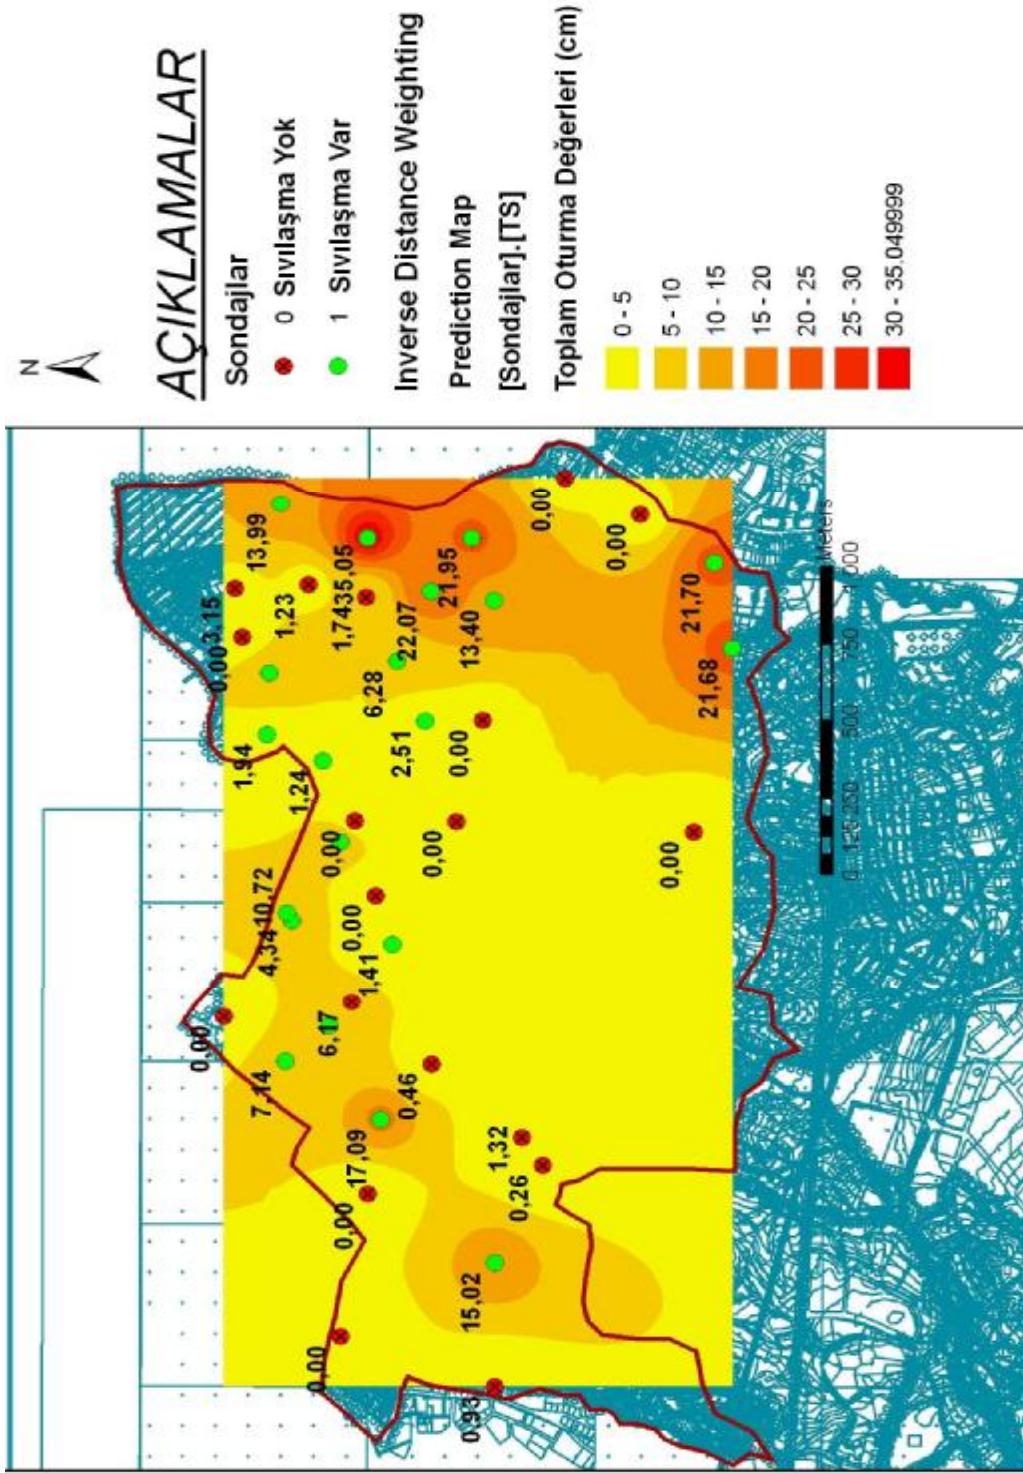 N
AÇIKLAMALAR
Sondajlar
0 Sıvılaşma Yok
1 Sıvılaşma Var
Inverse Distance Weighting
Prediction Map
[Sondajlar].[TS]
Toplam Oturma Değerleri (cm)
0 - 5
5 - 10
10 - 15
15 - 20
20 - 25
25 - 30
30 - 35.049999
0,00
7,14
4,34
10,72
1,94
0,00
3,15
13,99
1,24
1,23
0,00
0,00
17,09
6,17
1,41
0,00
0,00
6,28
1,74
35,05
0,46
2,51
22,07
0,93
15,02
0,26
1,32
0,00
0,00
13,40
21,95
0,00
0,00
0,00
21,68
21,70
0 125 250 500 750 1.000
Meters